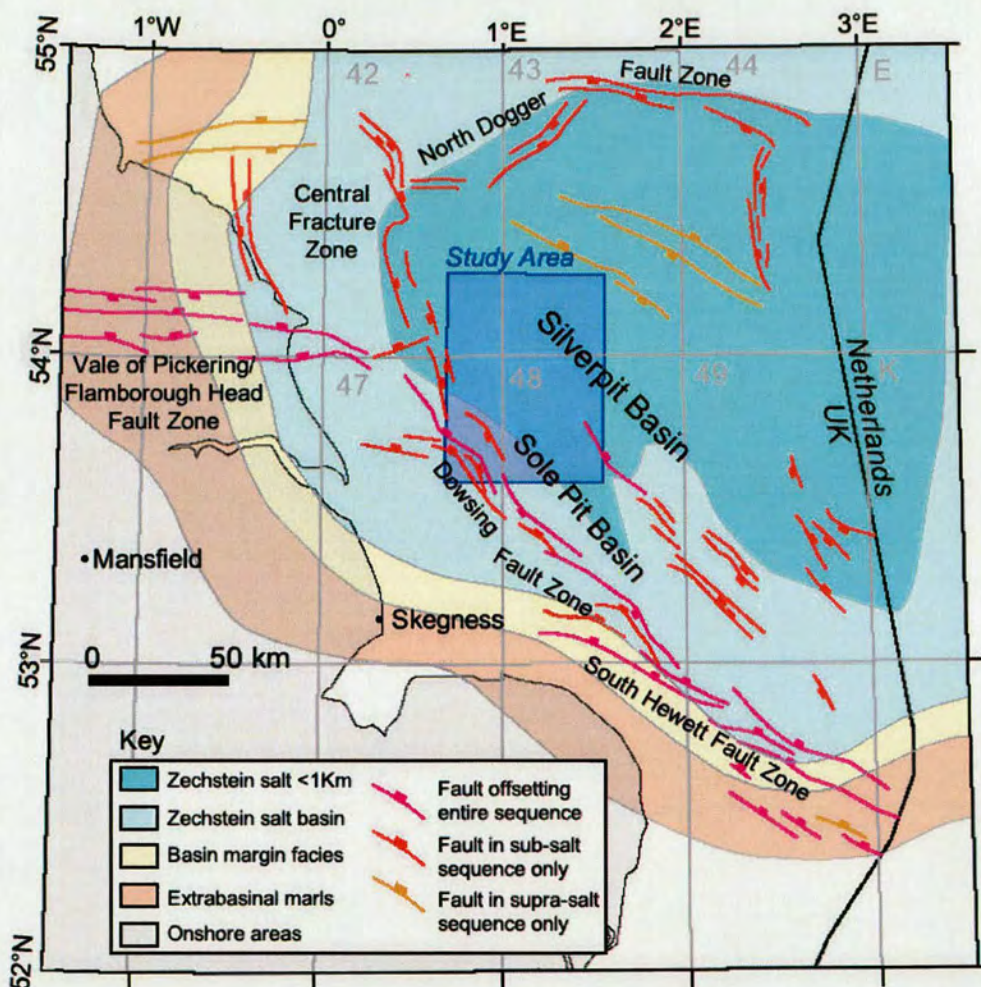 1°W 0° 1°E 2°E 3°E
55°N
42 43 44 E
Fault Zone
North Dogger
Central
Fracture
Zone
Study Area
Silverpit Basin
54°N
47 48 49 K
Vale of Pickering/
Flamborough Head
Fault Zone
Netherlands
UK
Sole Pit Basin
Dowsing
Fault Zone
Mansfield
Skegness
53°N
0 50 km
South Hewett Fault Zone
Key
Zechstein salt <1Km
Zechstein salt basin
Basin margin facies
Extrabasinal marls
Onshore areas
Fault offsetting
entire sequence
Fault in sub-salt
sequence only
Fault in supra-salt
sequence only
52°N